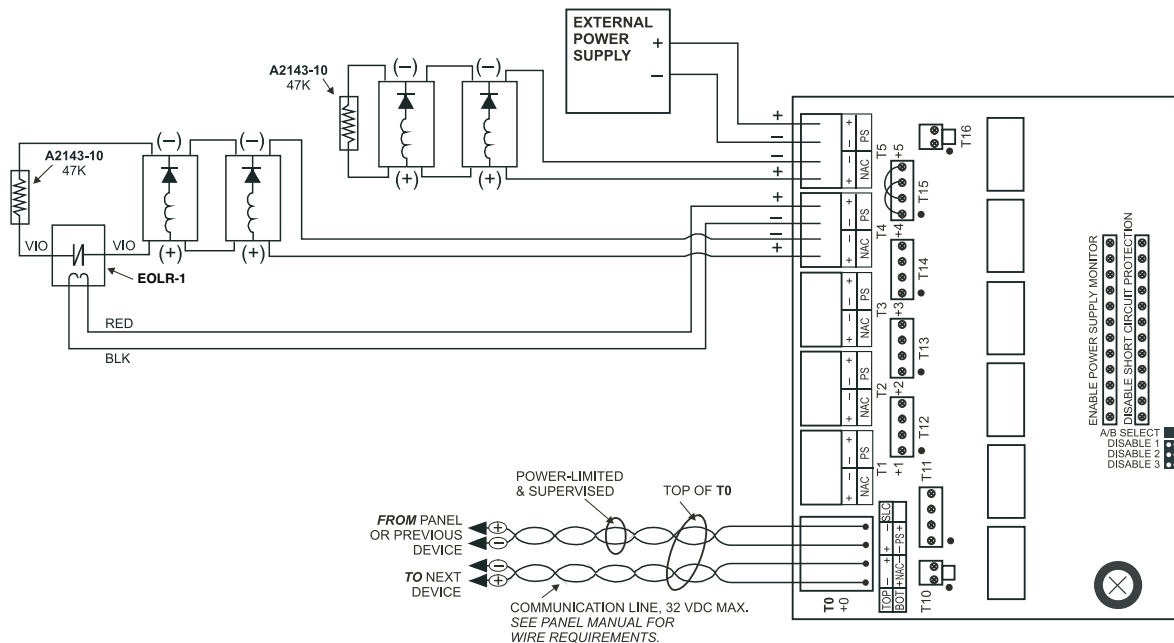 EXTERNAL
POWER
SUPPLY
+
−
A2143-10
47K
(−)
(−)
(+)
(+)
A2143-10
47K
(−)
(−)
(+)
(+)
VIO
VIO
EOLR-1
RED
BLK
+
−
−
+
+
−
−
+
+ − − +
PS
NAC
T5
+5
+ − − +
PS
NAC
T4
+4
+ − − +
PS
NAC
T3
+3
+ − − +
PS
NAC
T2
+2
+ − − +
PS
NAC
T1
+1
T16
T15
T14
T13
T12
T11
T10
ENABLE POWER SUPPLY MONITOR
DISABLE SHORT CIRCUIT PROTECTION
A/B SELECT
DISABLE 1
DISABLE 2
DISABLE 3
POWER-LIMITED
& SUPERVISED
TOP OF T0
FROM PANEL
OR PREVIOUS
DEVICE
+
−
−
+
TO NEXT
DEVICE
COMMUNICATION LINE, 32 VDC MAX.
SEE PANEL MANUAL FOR
WIRE REQUIREMENTS.
T0
+0
TOP − + + − SLC
BOT +NAC− − PS +